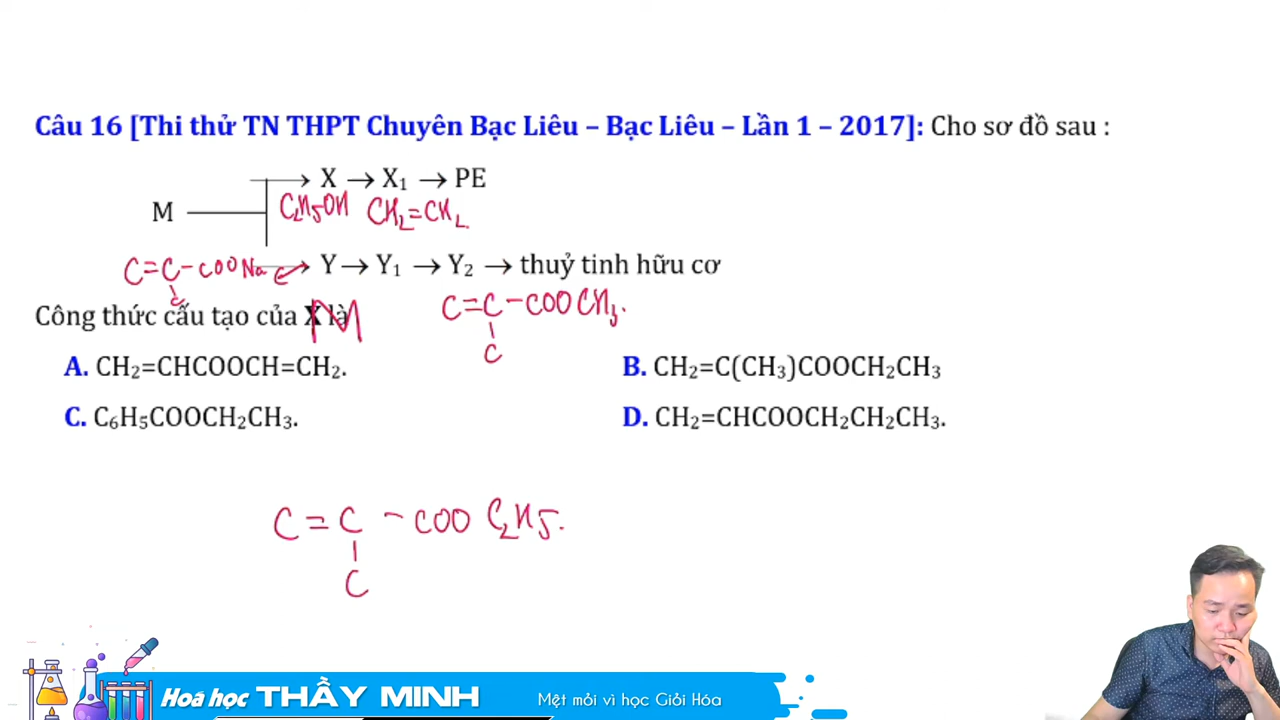 Câu 16 [Thi thử TN THPT Chuyên Bạc Liêu – Bạc Liêu – Lần 1 – 2017]: Cho sơ đồ sau :
X → X₁ → PE
M
C₂H₅OH CH₂=CH₂
Y → Y₁ → Y₂ → thuỷ tinh hữu cơ
C=C-COONa
C
Công thức cấu tạo của X là
M
C=C-COOCH₃.
C
A. CH₂=CHCOOCH=CH₂.
B. CH₂=C(CH₃)COOCH₂CH₃
C. C₆H₅COOCH₂CH₃.
D. CH₂=CHCOOCH₂CH₂CH₃.
C=C-COO C₂H₅.
C
Hoá học THẦY MINH
Mệt mỏi vì học Giỏi Hóa